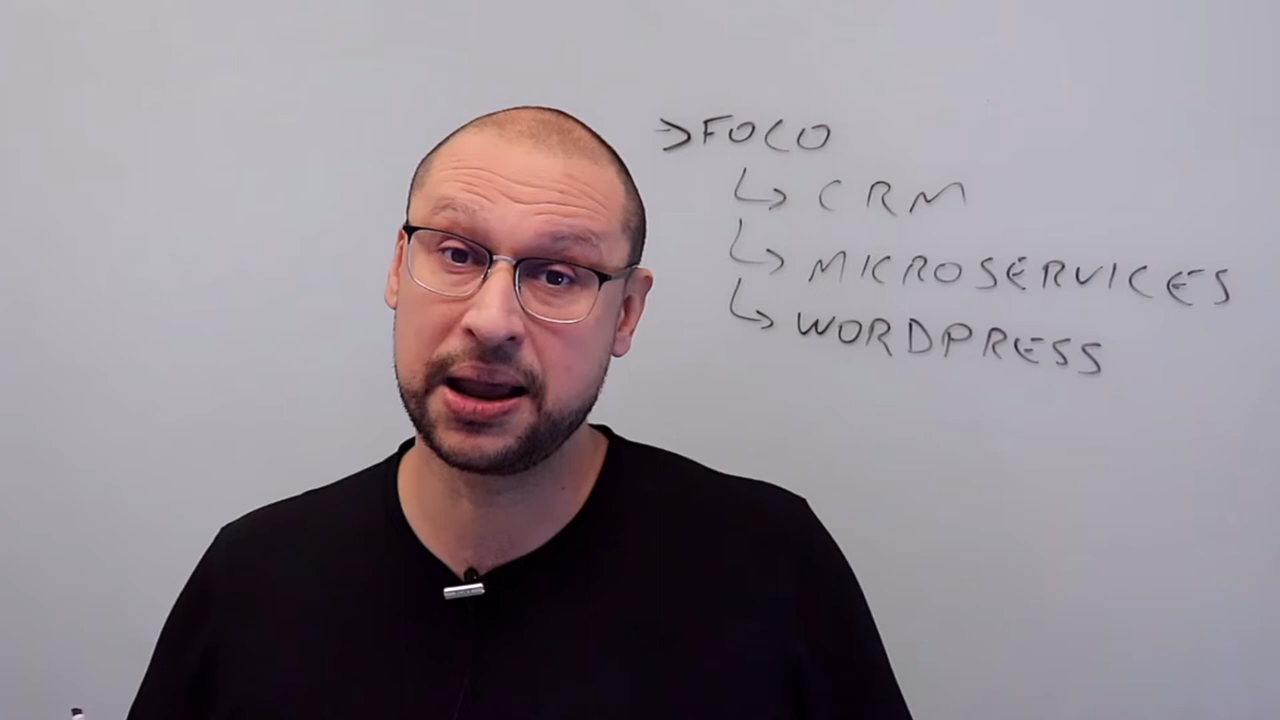 → FOCO
↳ CRM
↳ MICROSERVICES
↳ WORDPRESS